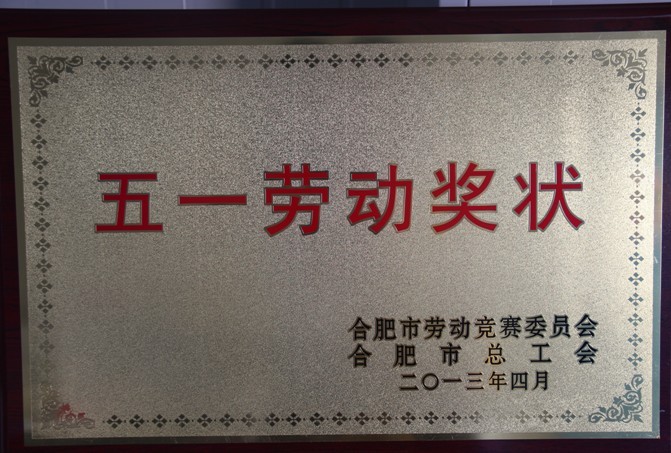 五一劳动奖状
合肥市劳动竞赛委员会
合肥市总工会
二〇一三年四月